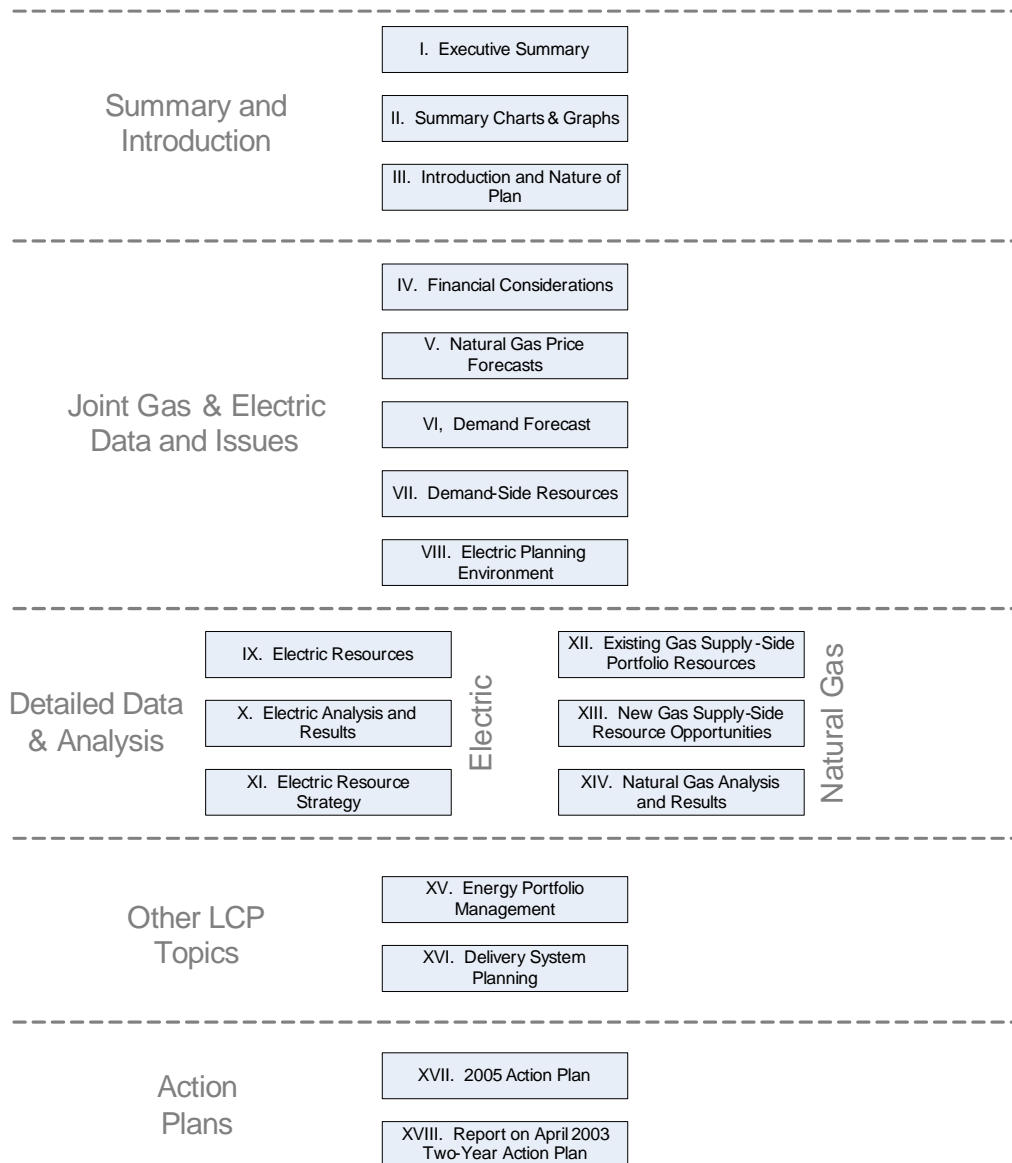 Summary and
Introduction
I. Executive Summary
II. Summary Charts & Graphs
III. Introduction and Nature of
Plan
Joint Gas & Electric
Data and Issues
IV. Financial Considerations
V. Natural Gas Price
Forecasts
VI, Demand Forecast
VII. Demand-Side Resources
VIII. Electric Planning
Environment
Detailed Data
& Analysis
IX. Electric Resources
X. Electric Analysis and
Results
XI. Electric Resource
Strategy
Electric
XII. Existing Gas Supply-Side
Portfolio Resources
XIII. New Gas Supply-Side
Resource Opportunities
XIV. Natural Gas Analysis
and Results
Natural Gas
Other LCP
Topics
XV. Energy Portfolio
Management
XVI. Delivery System
Planning
Action
Plans
XVII. 2005 Action Plan
XVIII. Report on April 2003
Two-Year Action Plan